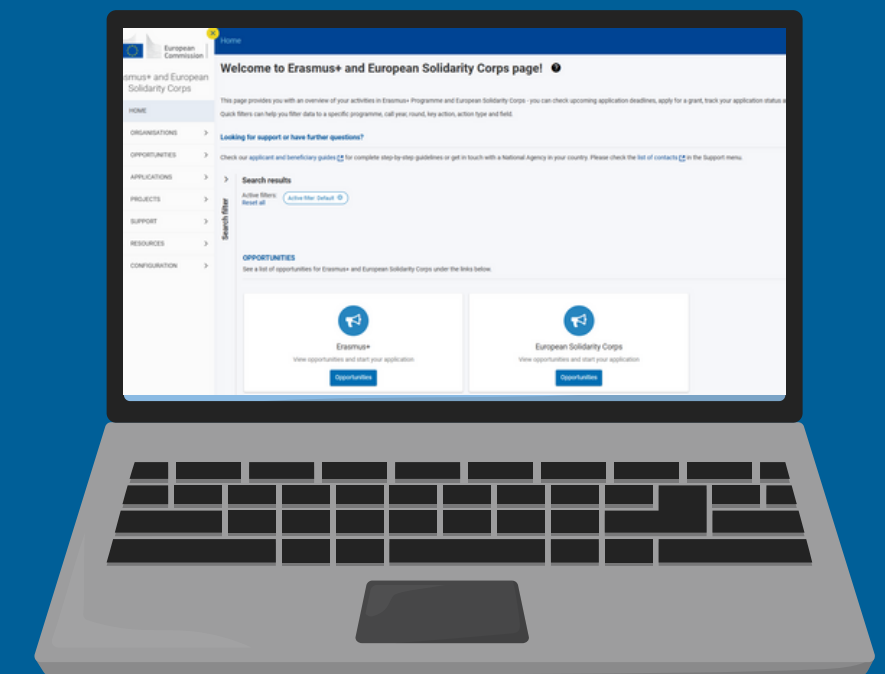 European
Commission
Home
smus+ and European
Solidarity Corps
HOME
ORGANISATIONS
OPPORTUNITIES
APPLICATIONS
PROJECTS
SUPPORT
RESOURCES
CONFIGURATION
Welcome to Erasmus+ and European Solidarity Corps page!
This page provides you with an overview of your activities in Erasmus+ Programme and European Solidarity Corps - you can check upcoming application deadlines, apply for a grant, track your application status a
Quick filters can help you filter data to a specific programme, call year, round, key action, action type and field.
Looking for support or have further questions?
Check our applicant and beneficiary guides for complete step-by-step guidelines or get in touch with a National Agency in your country. Please check the list of contacts in the Support menu.
Search filter
Search results
Active filters:
Reset all
Active filter: Default
OPPORTUNITIES
See a list of opportunities for Erasmus+ and European Solidarity Corps under the links below.
Erasmus+
View opportunities and start your application
Opportunities
European Solidarity Corps
View opportunities and start your application
Opportunities